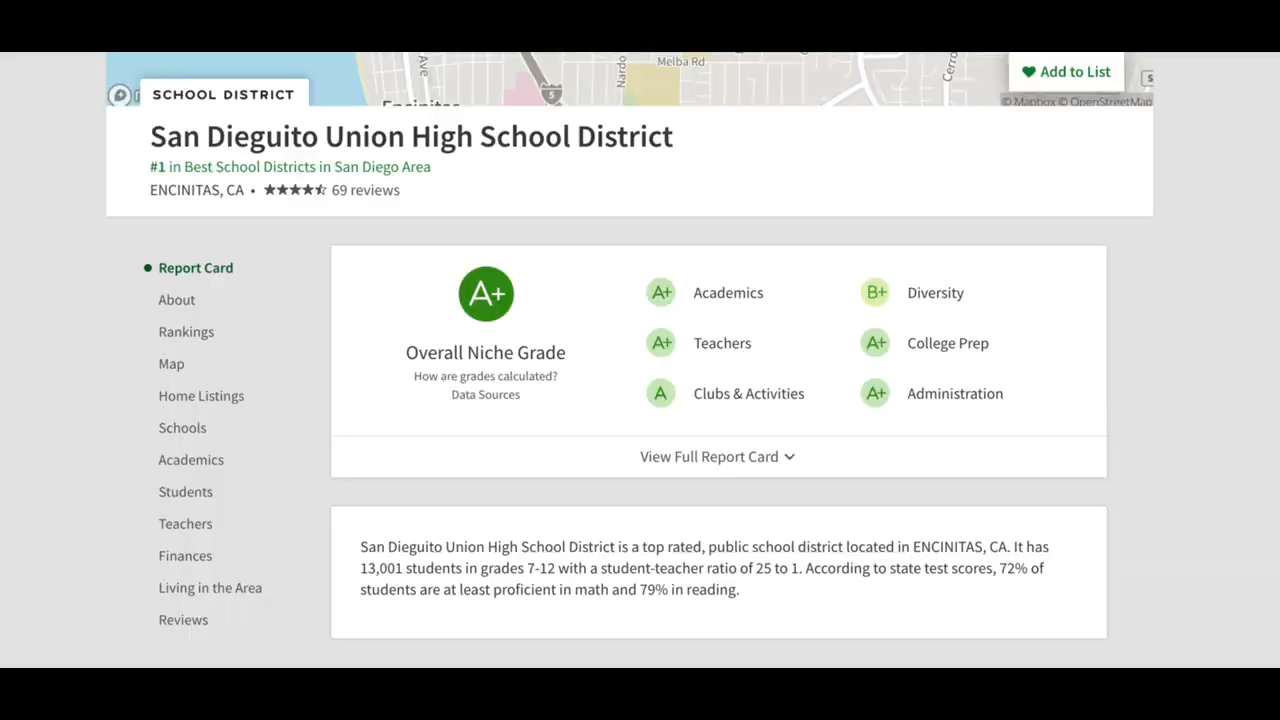 Ave
Nardo
Melba Rd
Cerro
5
S
Add to List
Encinitas
© Mapbox © OpenStreetMap
SCHOOL DISTRICT
San Dieguito Union High School District
#1 in Best School Districts in San Diego Area
ENCINITAS, CA • ★★★★⯪ 69 reviews
Report Card
About
Rankings
Map
Home Listings
Schools
Academics
Students
Teachers
Finances
Living in the Area
Reviews
A+
Overall Niche Grade
How are grades calculated?
Data Sources
A+ Academics
B+ Diversity
A+ Teachers
A+ College Prep
A Clubs & Activities
A+ Administration
View Full Report Card
San Dieguito Union High School District is a top rated, public school district located in ENCINITAS, CA. It has
13,001 students in grades 7-12 with a student-teacher ratio of 25 to 1. According to state test scores, 72% of
students are at least proficient in math and 79% in reading.